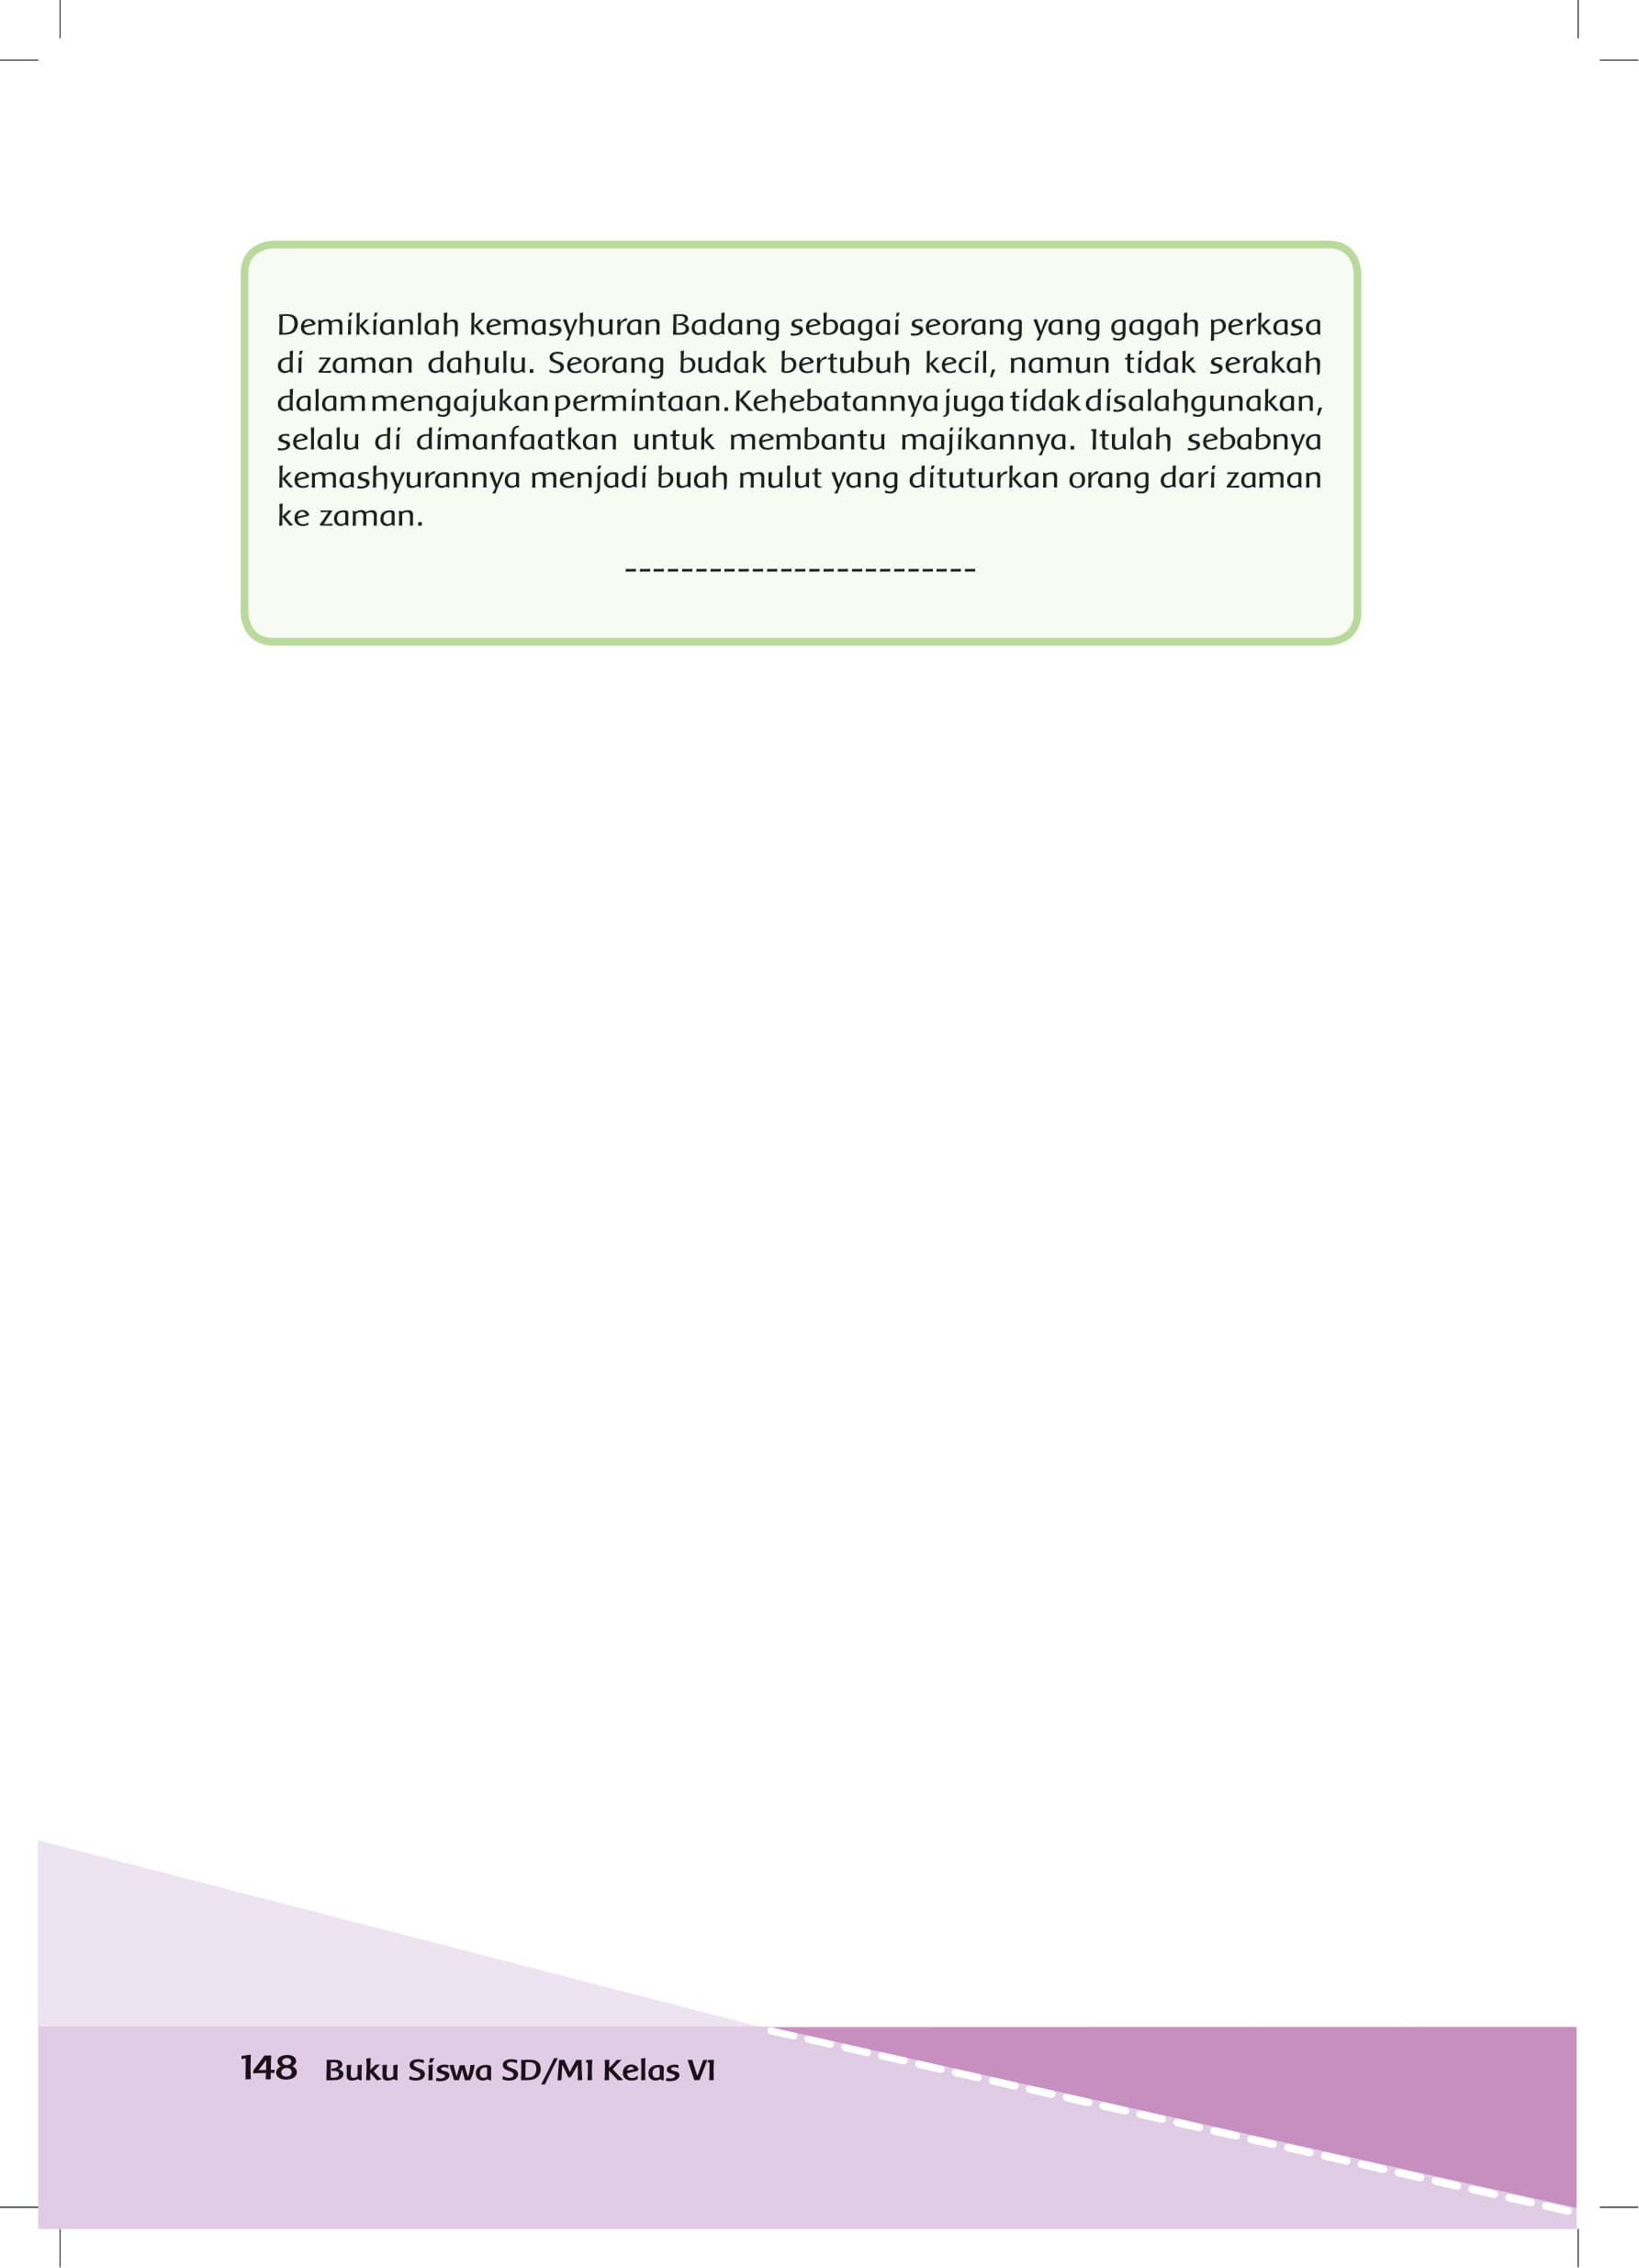 Demikianlah kemasyhuran Badang sebagai seorang yang gagah perkasa
di zaman dahulu. Seorang budak bertubuh kecil, namun tidak serakah
dalam mengajukan permintaan. Kehebatannya juga tidak disalahgunakan,
selalu di dimanfaatkan untuk membantu majikannya. Itulah sebabnya
kemashyurannya menjadi buah mulut yang dituturkan orang dari zaman
ke zaman.
-------------------------
148 Buku Siswa SD/MI Kelas VI